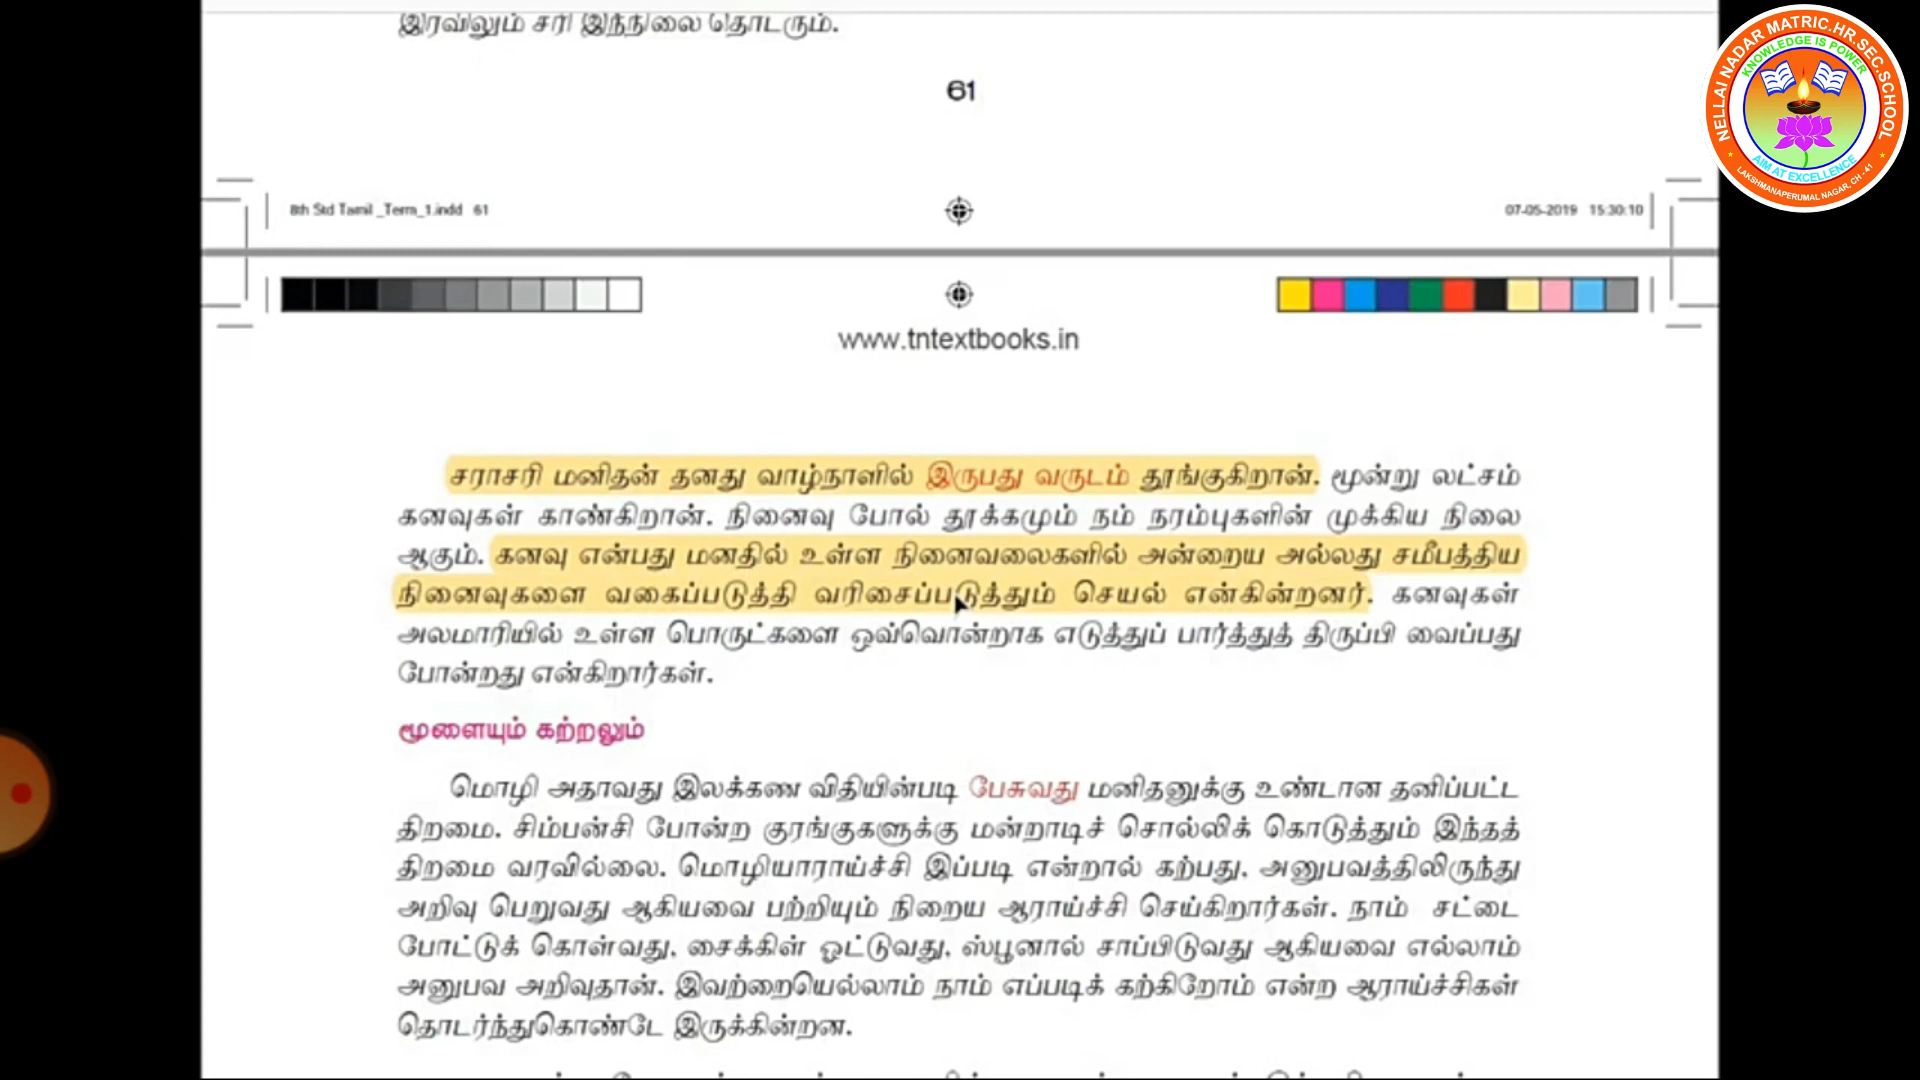 இரவிலும் சரி இந்நிலை தொடரும்.
61
8th Std Tamil _Term_1.indd 61
07-05-2019 15:30:10
www.tntextbooks.in
சராசரி மனிதன் தனது வாழ்நாளில் இருபது வருடம் தூங்குகிறான். மூன்று லட்சம்
கனவுகள் காண்கிறான். நினைவு போல் தூக்கமும் நம் நரம்புகளின் முக்கிய நிலை
ஆகும். கனவு என்பது மனதில் உள்ள நினைவலைகளில் அன்றைய அல்லது சமீபத்திய
நினைவுகளை வகைப்படுத்தி வரிசைப்படுத்தும் செயல் என்கின்றனர். கனவுகள்
அலமாரியில் உள்ள பொருட்களை ஒவ்வொன்றாக எடுத்துப் பார்த்துத் திருப்பி வைப்பது
போன்றது என்கிறார்கள்.
மூளையும் கற்றலும்
மொழி அதாவது இலக்கண விதியின்படி பேசுவது மனிதனுக்கு உண்டான தனிப்பட்ட
திறமை. சிம்பன்சி போன்ற குரங்குகளுக்கு மன்றாடிச் சொல்லிக் கொடுத்தும் இந்தத்
திறமை வரவில்லை. மொழியாராய்ச்சி இப்படி என்றால் கற்பது, அனுபவத்திலிருந்து
அறிவு பெறுவது ஆகியவை பற்றியும் நிறைய ஆராய்ச்சி செய்கிறார்கள். நாம் சட்டை
போட்டுக் கொள்வது, சைக்கிள் ஓட்டுவது, ஸ்பூனால் சாப்பிடுவது ஆகியவை எல்லாம்
அனுபவ அறிவுதான். இவற்றையெல்லாம் நாம் எப்படிக் கற்கிறோம் என்ற ஆராய்ச்சிகள்
தொடர்ந்துகொண்டே இருக்கின்றன.
NELLAI NADAR MATRIC.HR.SEC.SCHOOL
KNOWLEDGE IS POWER
AIM AT EXCELLENCE
LAKSHMANAPERUMAL NAGAR, CH - 41